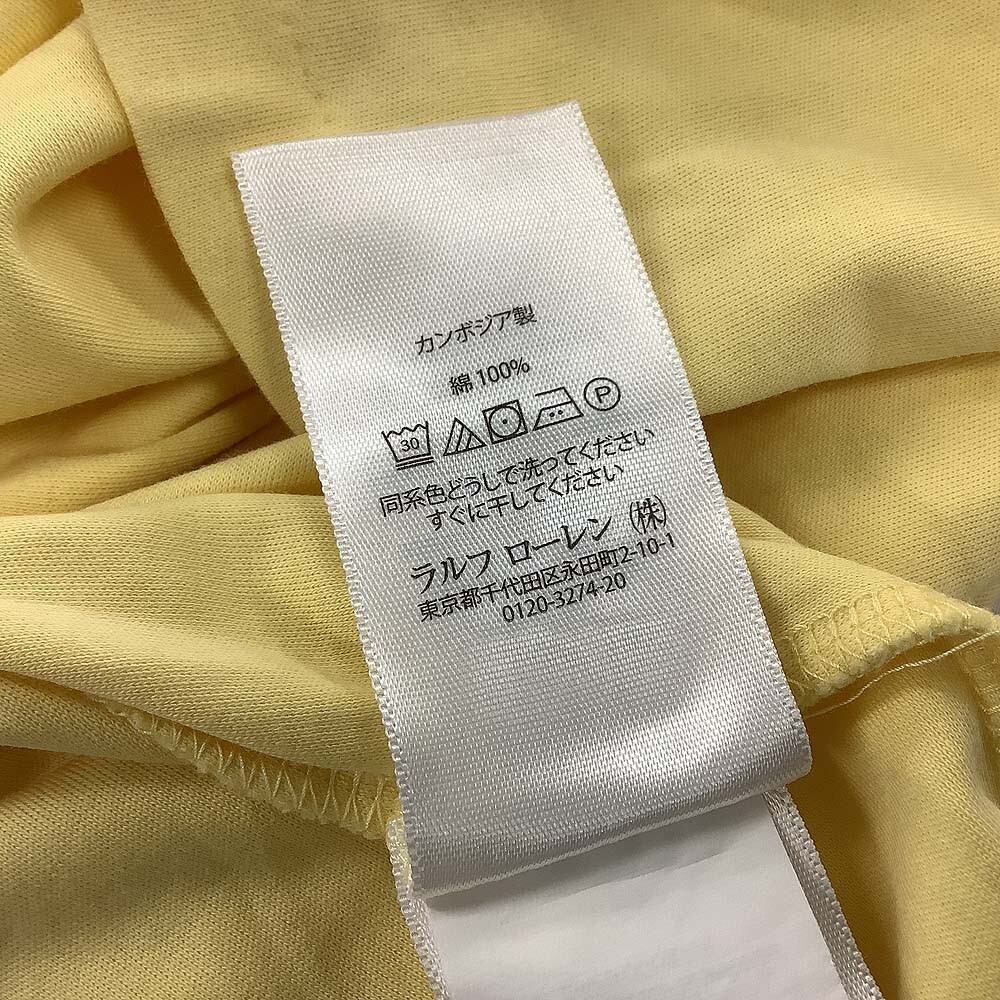 カンボジア製
綿 100%
30 P
同系色どうしで洗ってください
すぐに干してください
ラルフ ローレン (株)
東京都千代田区永田町2-10-1
0120-3274-20